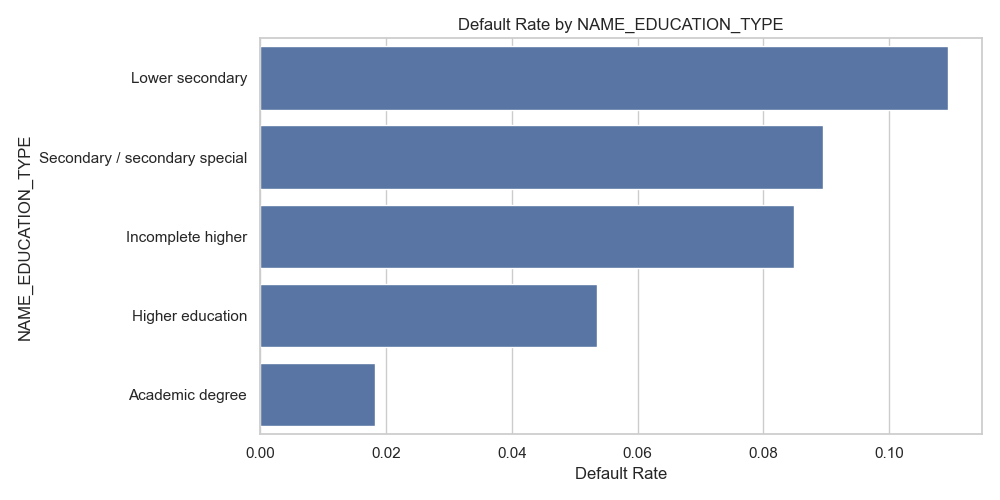 Default Rate by NAME_EDUCATION_TYPE
NAME_EDUCATION_TYPE
Lower secondary
Secondary / secondary special
Incomplete higher
Higher education
Academic degree
0.00 0.02 0.04 0.06 0.08 0.10
Default Rate